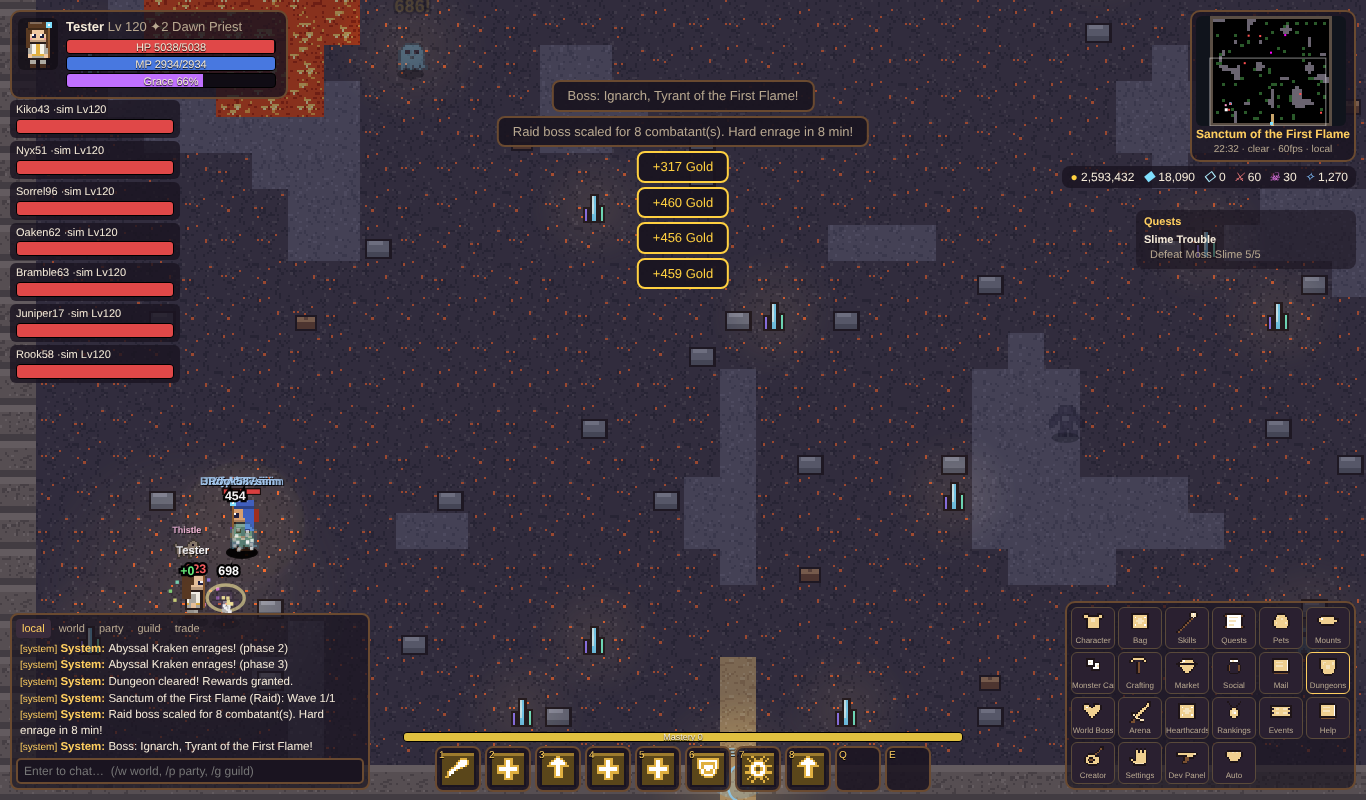 686!
Tester Lv 120 ✦2 Dawn Priest
HP 5038/5038
MP 2934/2934
Grace 66%
Kiko43 ·sim Lv120
Nyx51 ·sim Lv120
Sorrel96 ·sim Lv120
Oaken62 ·sim Lv120
Bramble63 ·sim Lv120
Juniper17 ·sim Lv120
Rook58 ·sim Lv120
Boss: Ignarch, Tyrant of the First Flame!
Raid boss scaled for 8 combatant(s). Hard enrage in 8 min!
+317 Gold
+460 Gold
+456 Gold
+459 Gold
Sanctum of the First Flame
22:32 · clear · 60fps · local
2,593,432 18,090 0 60 30 1,270
Quests
Slime Trouble
Defeat Moss Slime 5/5
454
Thistle
Tester
+0 23 698
local world party guild trade
[system] System: Abyssal Kraken enrages! (phase 2)
[system] System: Abyssal Kraken enrages! (phase 3)
[system] System: Dungeon cleared! Rewards granted.
[system] System: Sanctum of the First Flame (Raid): Wave 1/1
[system] System: Raid boss scaled for 8 combatant(s). Hard
enrage in 8 min!
[system] System: Boss: Ignarch, Tyrant of the First Flame!
Enter to chat… (/w world, /p party, /g guild)
Mastery 0
1 2 3 4 5 6 7 8 Q E
Character Bag Skills Quests Pets Mounts
Monster Ca Crafting Market Social Mail Dungeons
World Boss Arena Hearthcards Rankings Events Help
Creator Settings Dev Panel Auto